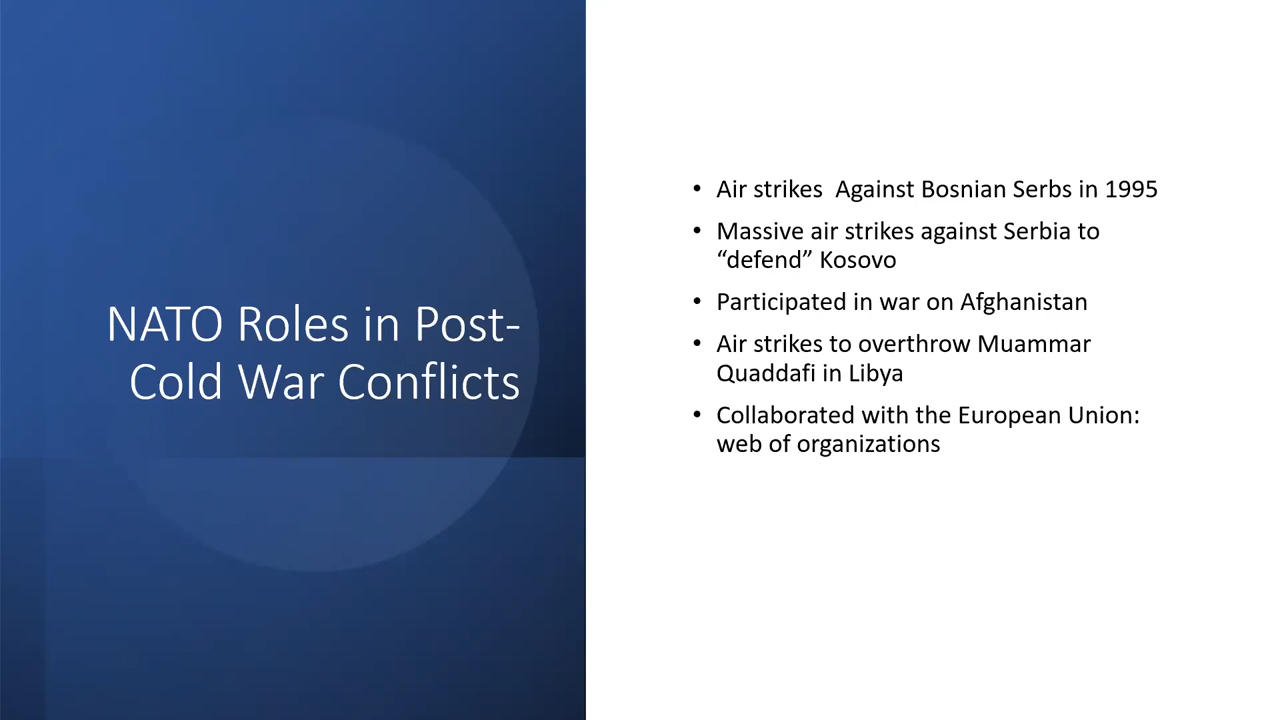 NATO Roles in Post-
Cold War Conflicts
• Air strikes  Against Bosnian Serbs in 1995
• Massive air strikes against Serbia to
“defend” Kosovo
• Participated in war on Afghanistan
• Air strikes to overthrow Muammar
Quaddafi in Libya
• Collaborated with the European Union:
web of organizations